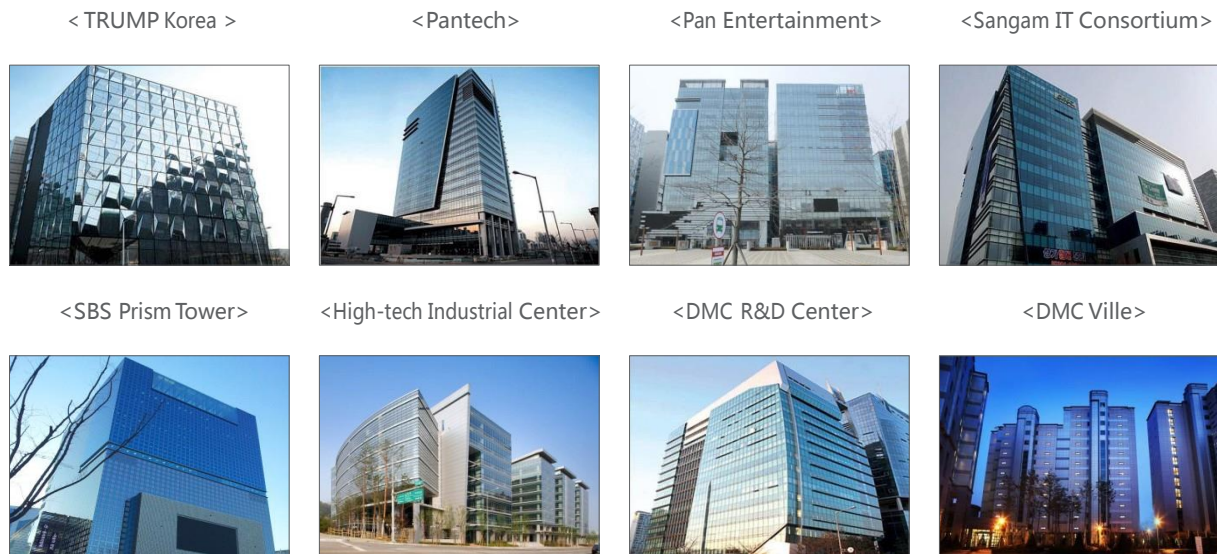 < TRUMP Korea >
<Pantech>
<Pan Entertainment>
<Sangam IT Consortium>
<SBS Prism Tower>
<High-tech Industrial Center>
<DMC R&D Center>
<DMC Ville>